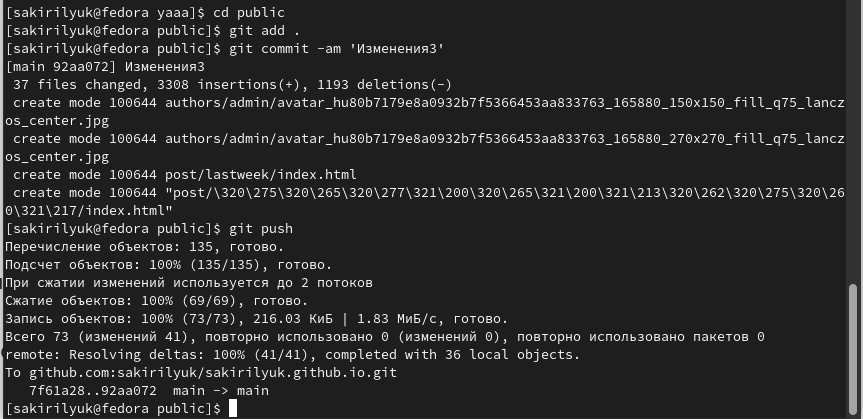 [sakirilyuk@fedora yaaa]$ cd public
[sakirilyuk@fedora public]$ git add .
[sakirilyuk@fedora public]$ git commit -am 'Изменения3'
[main 92aa072] Изменения3
 37 files changed, 3308 insertions(+), 1193 deletions(-)
 create mode 100644 authors/admin/avatar_hu80b7179e8a0932b7f5366453aa833763_165880_150x150_fill_q75_lancz
os_center.jpg
 create mode 100644 authors/admin/avatar_hu80b7179e8a0932b7f5366453aa833763_165880_270x270_fill_q75_lancz
os_center.jpg
 create mode 100644 post/lastweek/index.html
 create mode 100644 "post/\320\275\320\265\320\277\321\200\320\265\321\200\321\213\320\262\320\275\320\26
0\321\217/index.html"
[sakirilyuk@fedora public]$ git push
Перечисление объектов: 135, готово.
Подсчет объектов: 100% (135/135), готово.
При сжатии изменений используется до 2 потоков
Сжатие объектов: 100% (69/69), готово.
Запись объектов: 100% (73/73), 216.03 КиБ | 1.83 МиБ/с, готово.
Всего 73 (изменений 41), повторно использовано 0 (изменений 0), повторно использовано пакетов 0
remote: Resolving deltas: 100% (41/41), completed with 36 local objects.
To github.com:sakirilyuk/sakirilyuk.github.io.git
   7f61a28..92aa072  main -> main
[sakirilyuk@fedora public]$